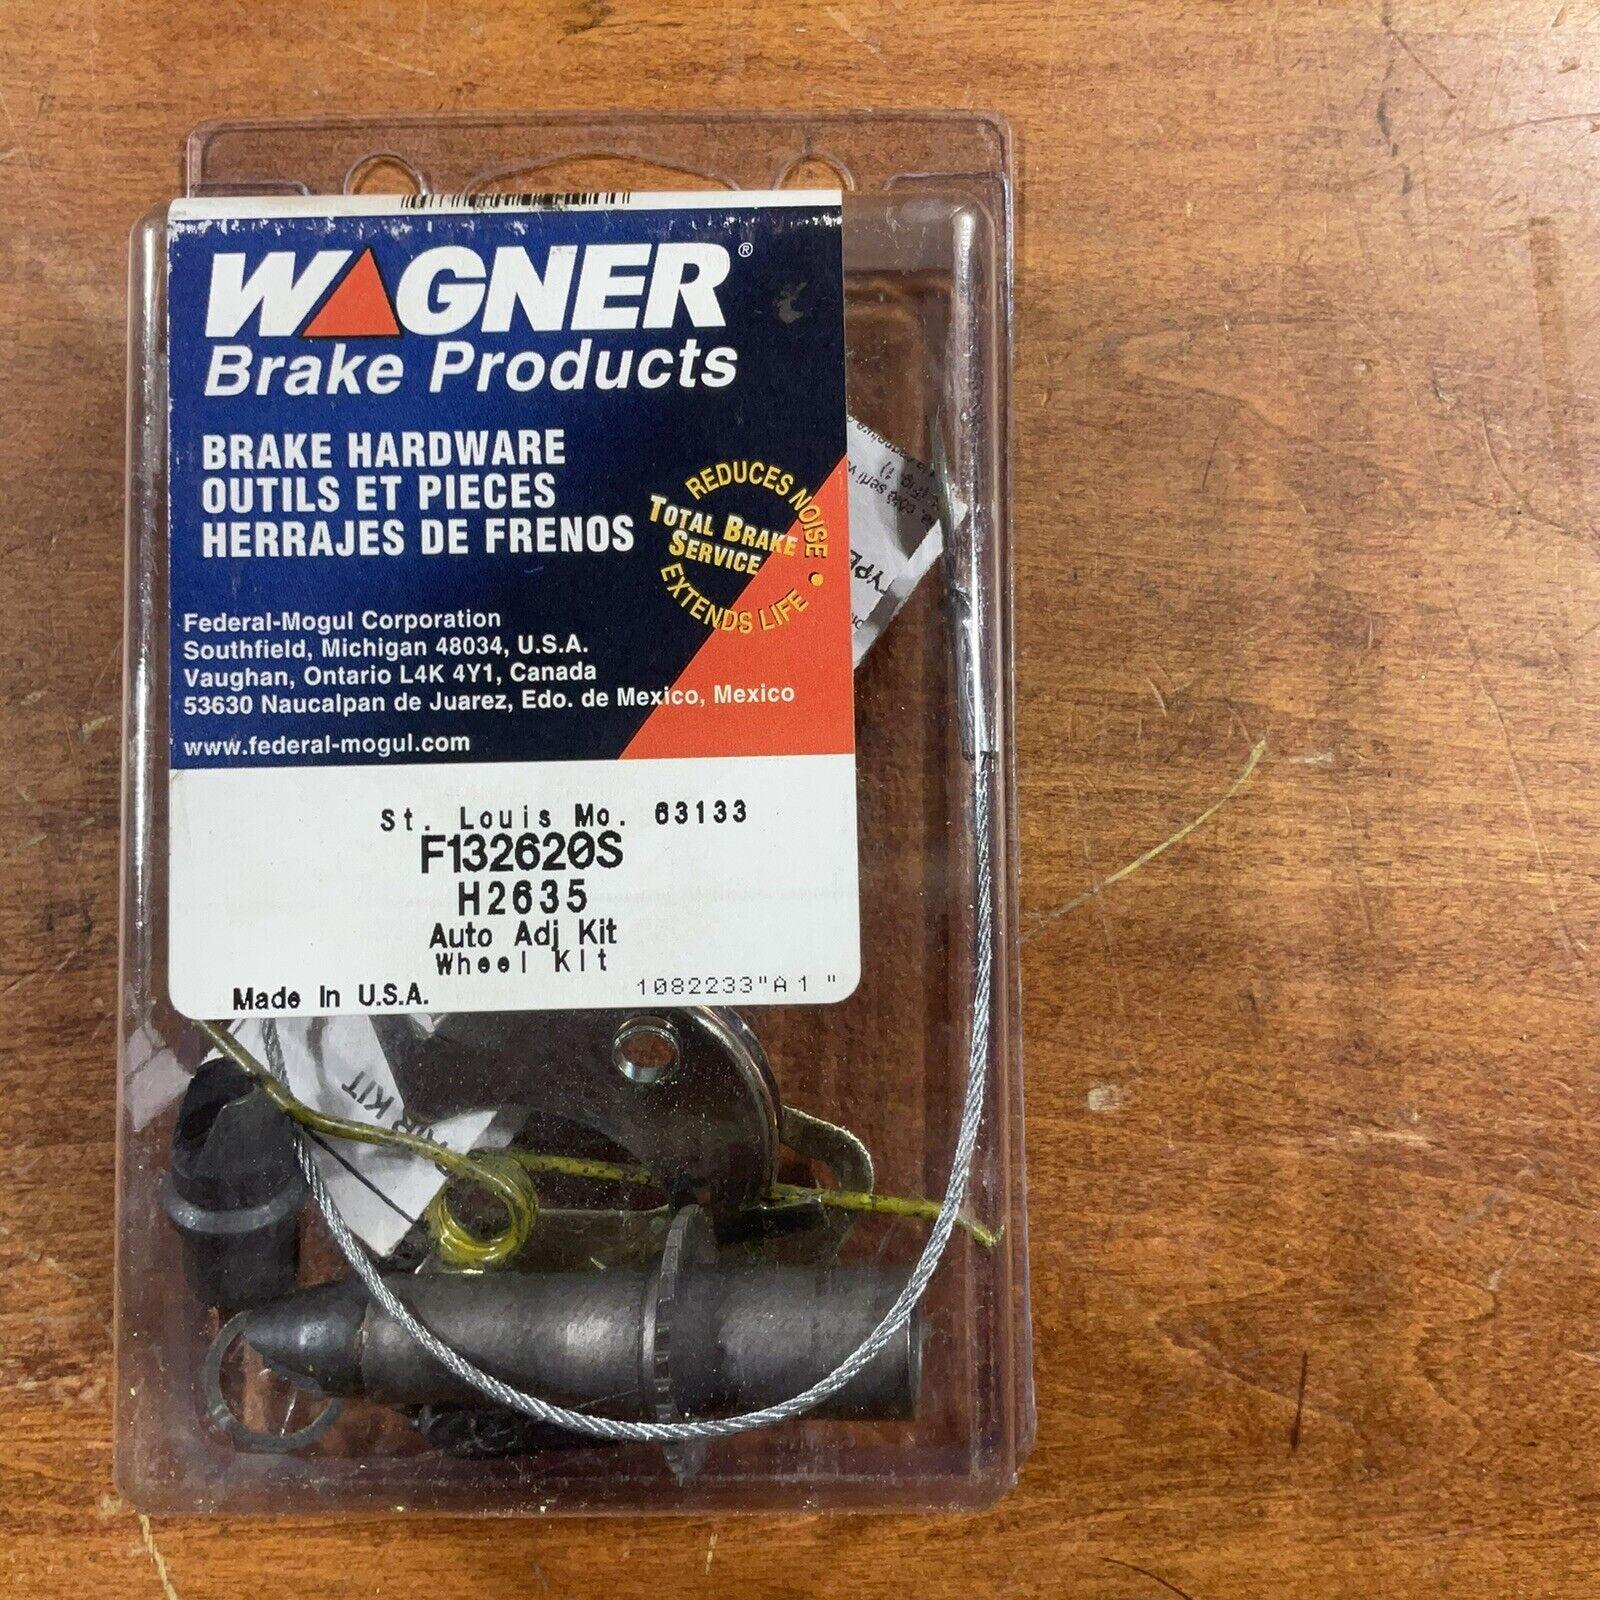 WAGNER®
Brake Products
BRAKE HARDWARE
OUTILS ET PIECES
HERRAJES DE FRENOS
REDUCES NOISE •
TOTAL BRAKE
SERVICE
EXTENDS LIFE
Federal-Mogul Corporation
Southfield, Michigan 48034, U.S.A.
Vaughan, Ontario L4K 4Y1, Canada
53630 Naucalpan de Juarez, Edo. de Mexico, Mexico
www.federal-mogul.com
St. Louis Mo. 63133
F132620S
H2635
Auto Adj Kit
Wheel Kit
Made In U.S.A.
1082233"A1 "
KIT